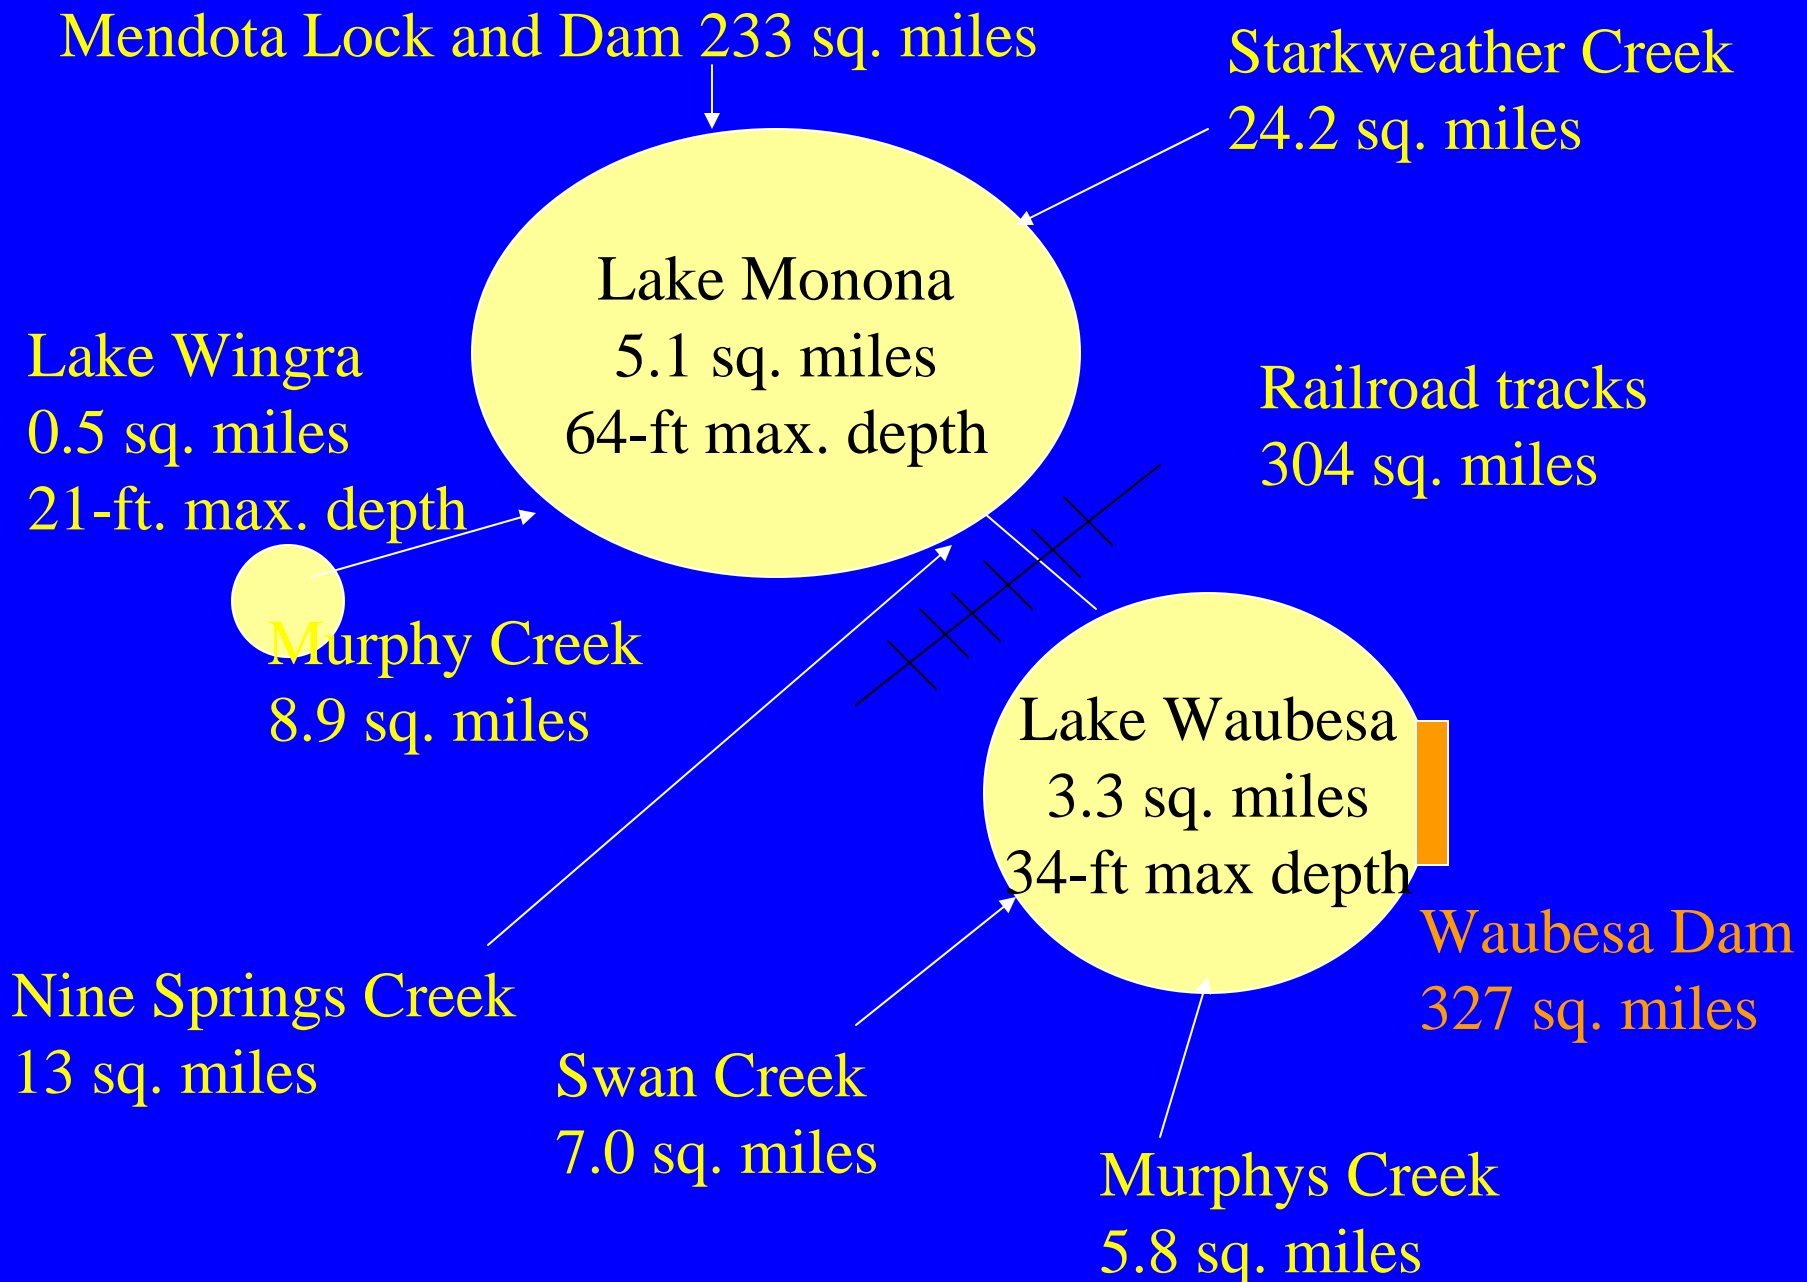 Mendota Lock and Dam 233 sq. miles
Starkweather Creek
24.2 sq. miles
Lake Monona
5.1 sq. miles
64-ft max. depth
Lake Wingra
0.5 sq. miles
21-ft. max. depth
Railroad tracks
304 sq. miles
Murphy Creek
8.9 sq. miles
Lake Waubesa
3.3 sq. miles
34-ft max depth
Waubesa Dam
327 sq. miles
Nine Springs Creek
13 sq. miles
Swan Creek
7.0 sq. miles
Murphys Creek
5.8 sq. miles